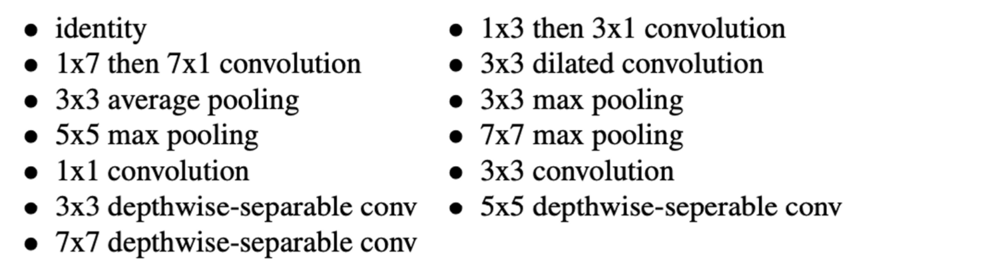 • identity
• 1x7 then 7x1 convolution
• 3x3 average pooling
• 5x5 max pooling
• 1x1 convolution
• 3x3 depthwise-separable conv
• 7x7 depthwise-separable conv
• 1x3 then 3x1 convolution
• 3x3 dilated convolution
• 3x3 max pooling
• 7x7 max pooling
• 3x3 convolution
• 5x5 depthwise-seperable conv